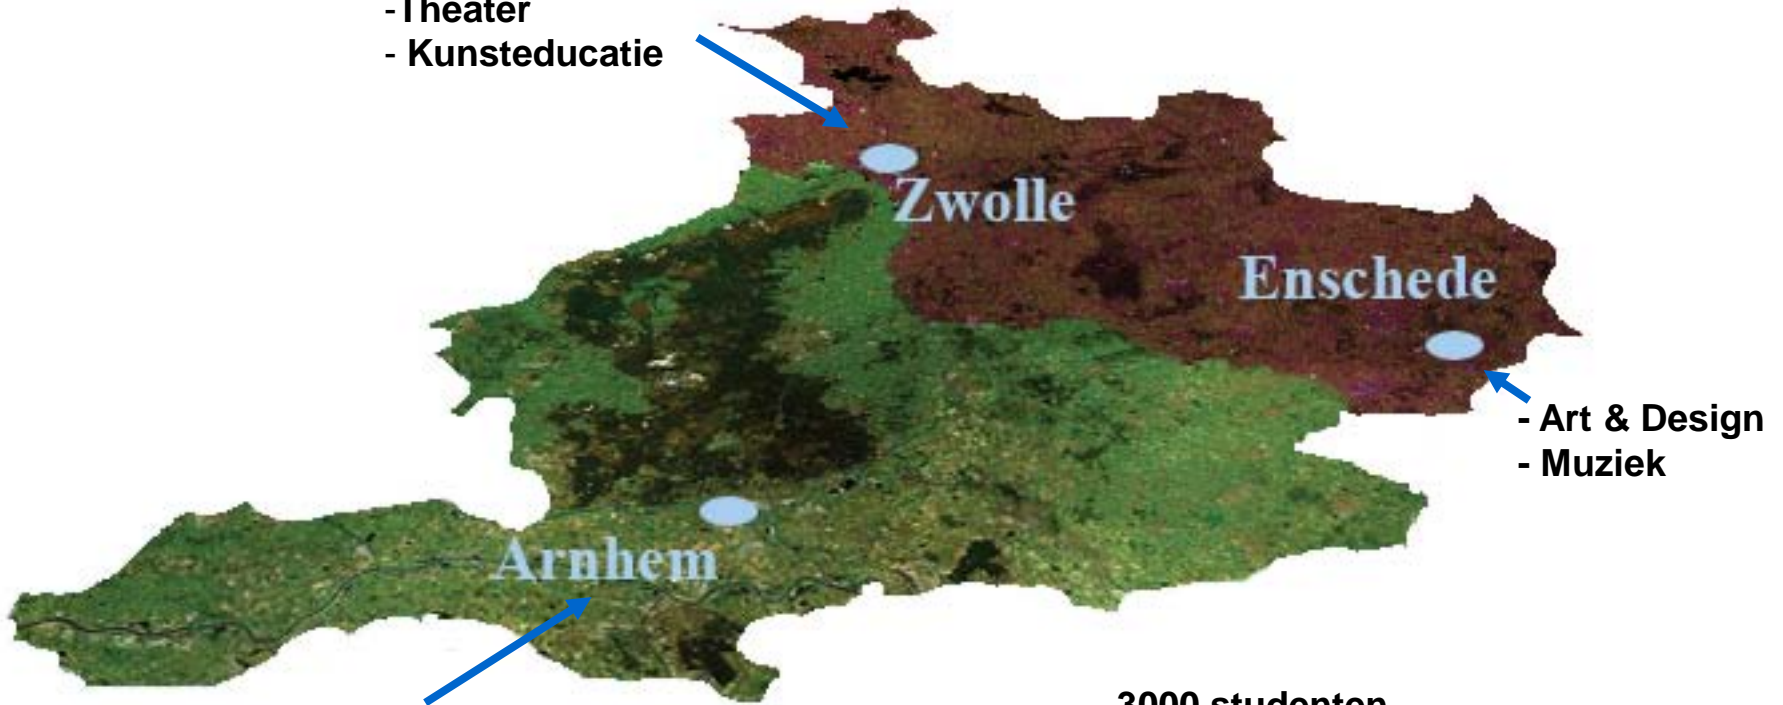 -Theater
- Kunsteducatie
Zwolle
Enschede
- Art & Design
- Muziek
Arnhem
3000 studenten